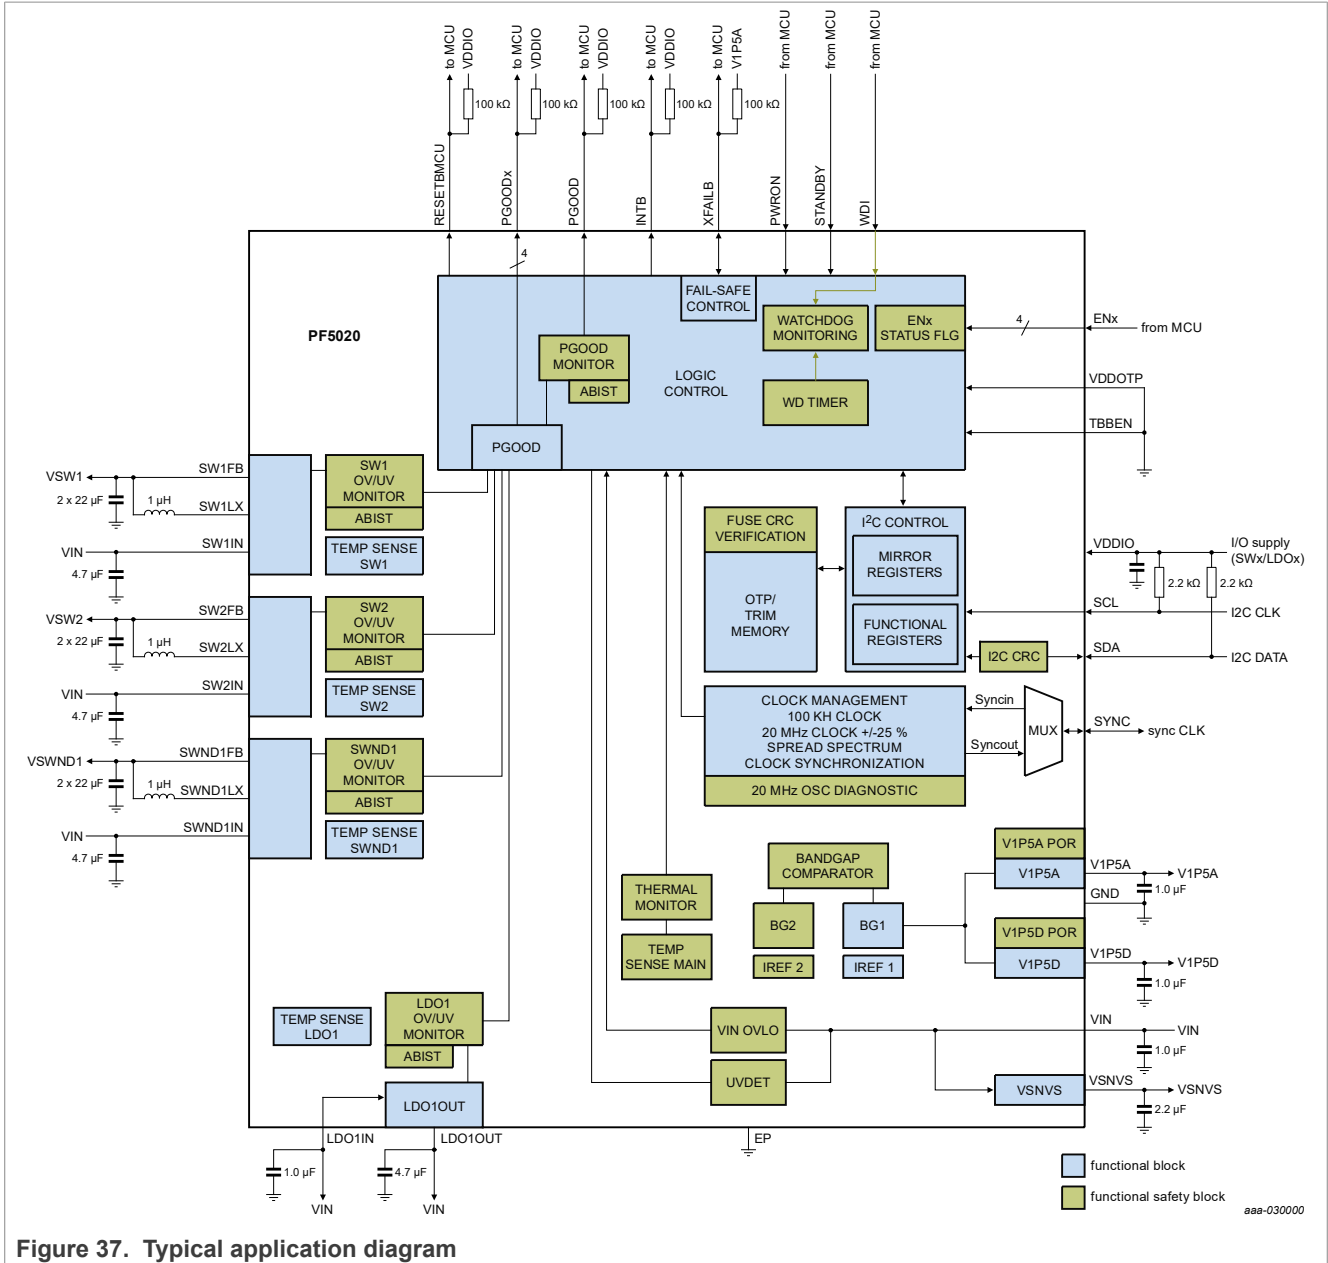 to MCU
VDDIO
to MCU
VDDIO
to MCU
VDDIO
to MCU
VDDIO
to MCU
V1P5A
from MCU
from MCU
from MCU
100 kΩ
100 kΩ
100 kΩ
100 kΩ
100 kΩ
RESETBMCU
PGOODx
PGOOD
INTB
XFAILB
PWRON
STANDBY
WDI
4
PF5020
FAIL-SAFE
CONTROL
WATCHDOG
MONITORING
ENx
STATUS FLG
PGOOD
MONITOR
ABIST
LOGIC
CONTROL
WD TIMER
PGOOD
4
ENx
from MCU
VDDOTP
TBBEN
VSW1
SW1FB
2 x 22 µF
1 µH
SW1LX
VIN
SW1IN
4.7 µF
SW1
OV/UV
MONITOR
ABIST
TEMP SENSE
SW1
VSW2
SW2FB
2 x 22 µF
1 µH
SW2LX
VIN
SW2IN
4.7 µF
SW2
OV/UV
MONITOR
ABIST
TEMP SENSE
SW2
VSWND1
SWND1FB
2 x 22 µF
1 µH
SWND1LX
VIN
SWND1IN
4.7 µF
SWND1
OV/UV
MONITOR
ABIST
TEMP SENSE
SWND1
FUSE CRC
VERIFICATION
OTP/
TRIM
MEMORY
I2C CONTROL
MIRROR
REGISTERS
FUNCTIONAL
REGISTERS
I2C CRC
VDDIO
I/O supply
(SWx/LDOx)
2.2 kΩ
2.2 kΩ
SCL
I2C CLK
SDA
I2C DATA
CLOCK MANAGEMENT
100 KH CLOCK
20 MHz CLOCK +/-25 %
SPREAD SPECTRUM
CLOCK SYNCHRONIZATION
20 MHz OSC DIAGNOSTIC
Syncin
Syncout
MUX
SYNC
sync CLK
THERMAL
MONITOR
TEMP
SENSE MAIN
BANDGAP
COMPARATOR
BG2
BG1
IREF 2
IREF 1
V1P5A POR
V1P5A
V1P5A
V1P5A
1.0 µF
GND
V1P5D POR
V1P5D
V1P5D
V1P5D
1.0 µF
VIN OVLO
UVDET
VIN
VIN
1.0 µF
VSNVS
VSNVS
VSNVS
2.2 µF
TEMP SENSE
LDO1
LDO1
OV/UV
MONITOR
ABIST
LDO1OUT
LDO1IN
LDO1OUT
1.0 µF
4.7 µF
VIN
VIN
EP
functional block
functional safety block
aaa-030000
Figure 37. Typical application diagram